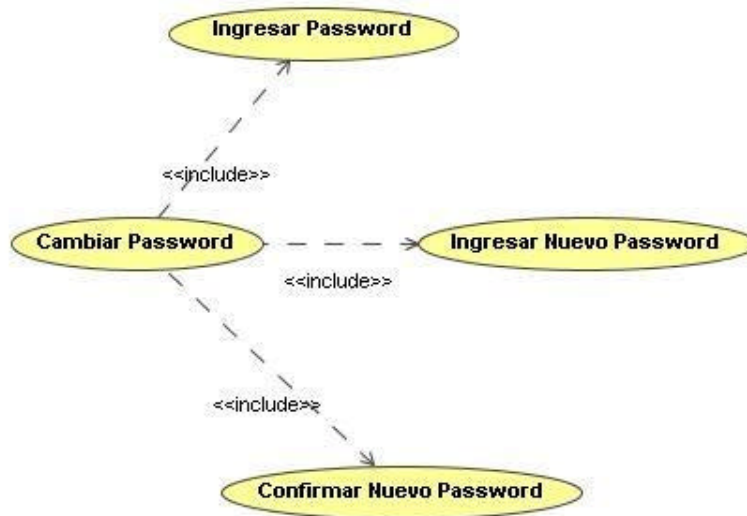 Ingresar Password
<<include>>
Cambiar Password
Ingresar Nuevo Password
<<include>>
<<include>>
Confirmar Nuevo Password